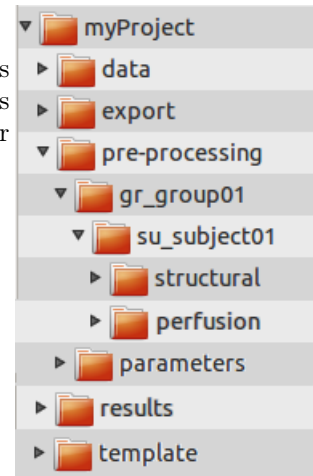 myProject
s
data
s
export
r
pre-processing
gr_group01
su_subject01
structural
perfusion
parameters
results
template